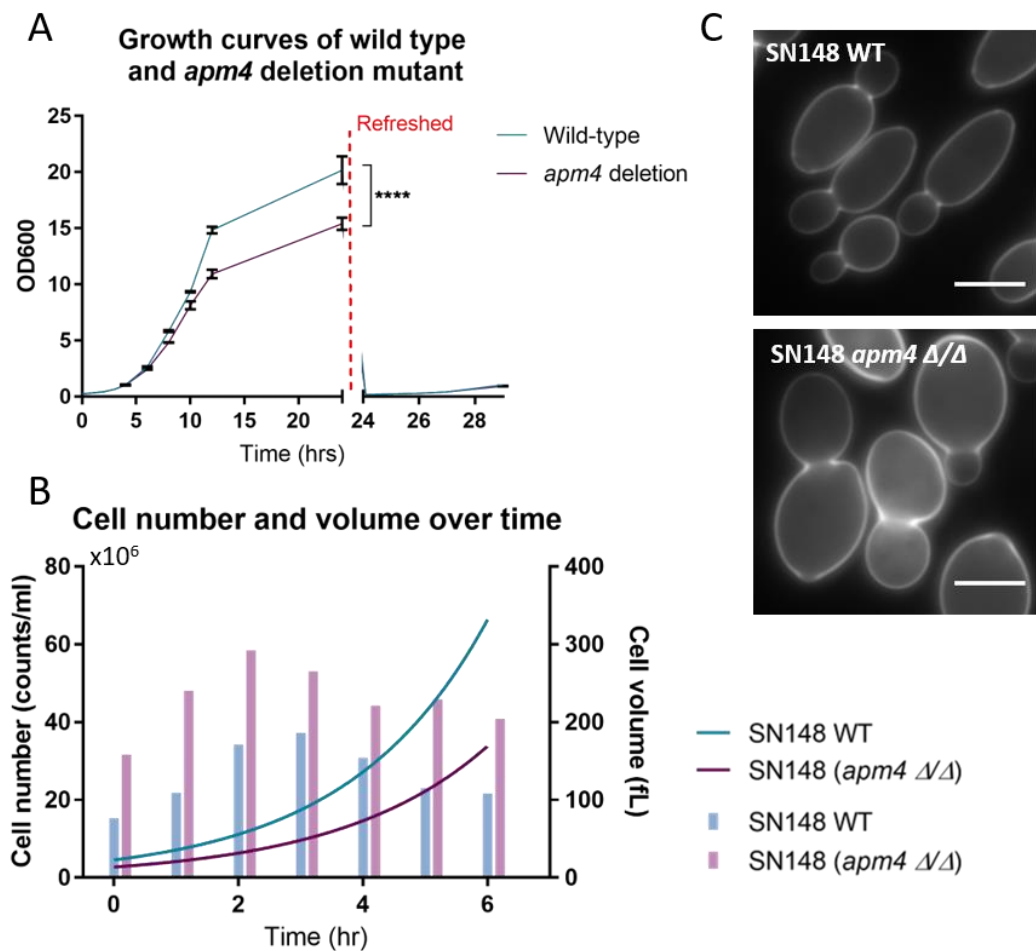 A
Growth curves of wild type
and apm4 deletion mutant
25
20
15
10
5
0
OD600
Refreshed
****
Wild-type
apm4 deletion
0 5 10 15 20 24 26 28
Time (hrs)
B
Cell number and volume over time
x10⁶
80
60
40
20
0
Cell number (counts/ml)
400
300
200
100
0
Cell volume (fL)
0 2 4 6
Time (hr)
SN148 WT
SN148 (apm4 Δ/Δ)
SN148 WT
SN148 (apm4 Δ/Δ)
C
SN148 WT
SN148 apm4 Δ/Δ